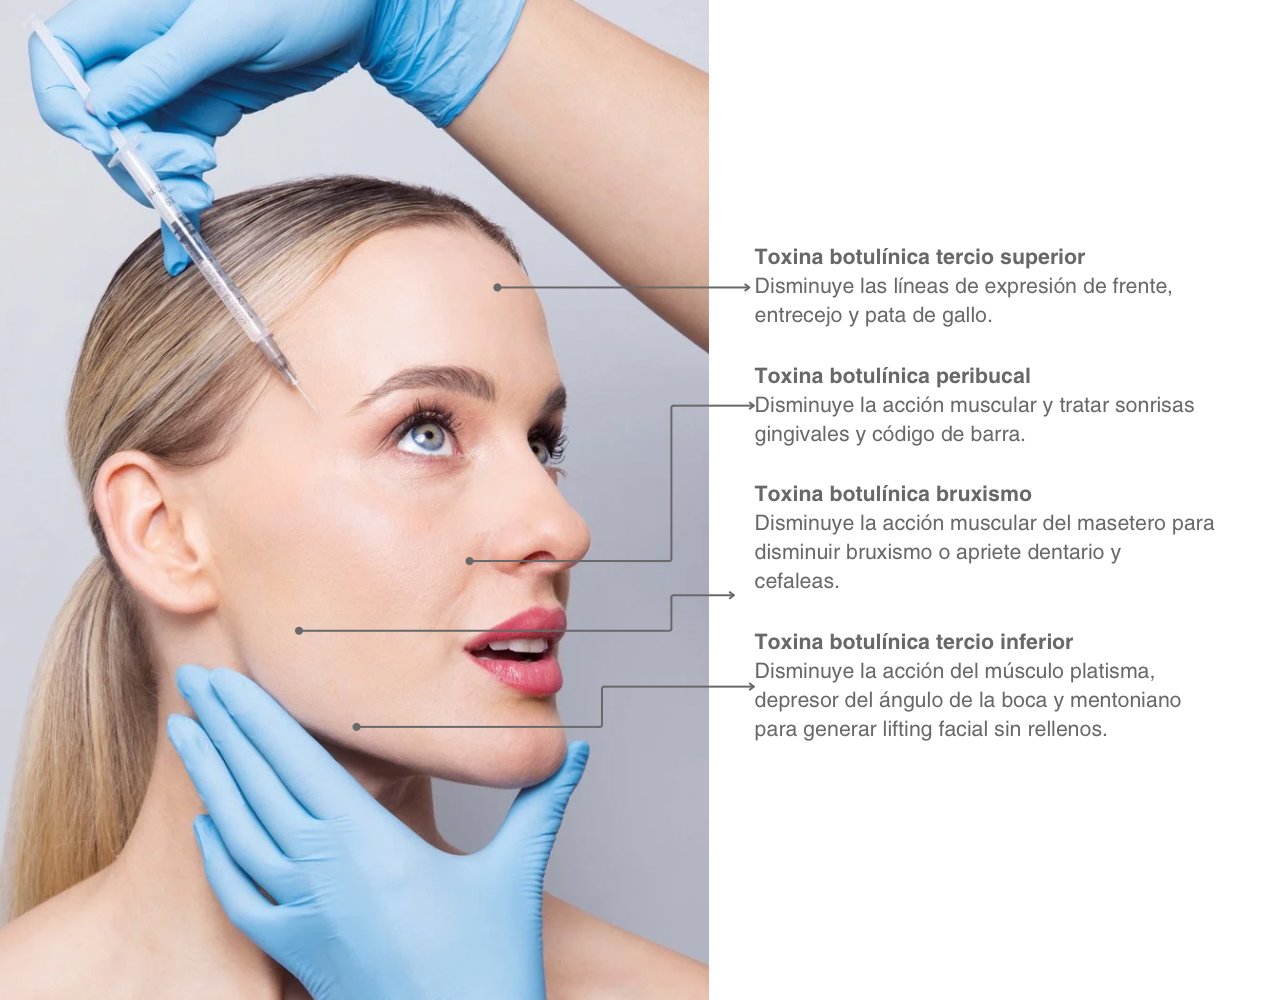 Toxina botulínica tercio superior
Disminuye las líneas de expresión de frente,
entrecejo y pata de gallo.
Toxina botulínica peribucal
Disminuye la acción muscular y tratar sonrisas
gingivales y código de barra.
Toxina botulínica bruxismo
Disminuye la acción muscular del masetero para
disminuir bruxismo o apriete dentario y
cefaleas.
Toxina botulínica tercio inferior
Disminuye la acción del músculo platisma,
depresor del ángulo de la boca y mentoniano
para generar lifting facial sin rellenos.